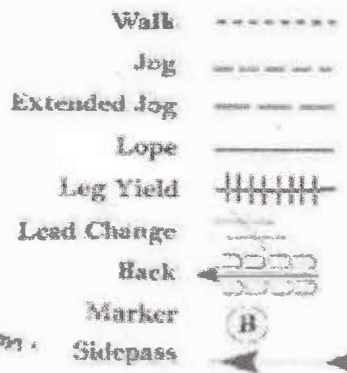 Walk
Jog
Extended Jog
Lope
Leg Yield
Lead Change
Back
Marker B
Sidepass